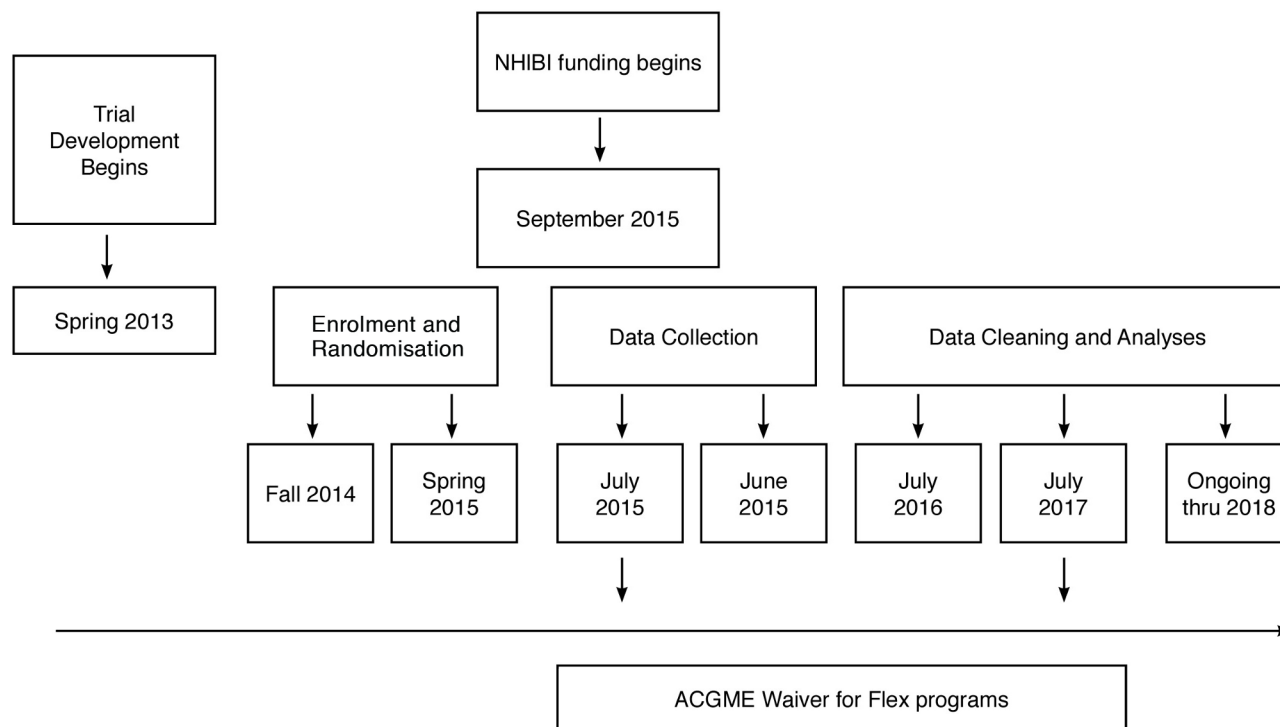 NHIBI funding begins
Trial
Development
Begins
September 2015
Spring 2013
Enrolment and
Randomisation
Data Collection
Data Cleaning and Analyses
Fall 2014
Spring
2015
July
2015
June
2015
July
2016
July
2017
Ongoing
thru 2018
ACGME Waiver for Flex programs